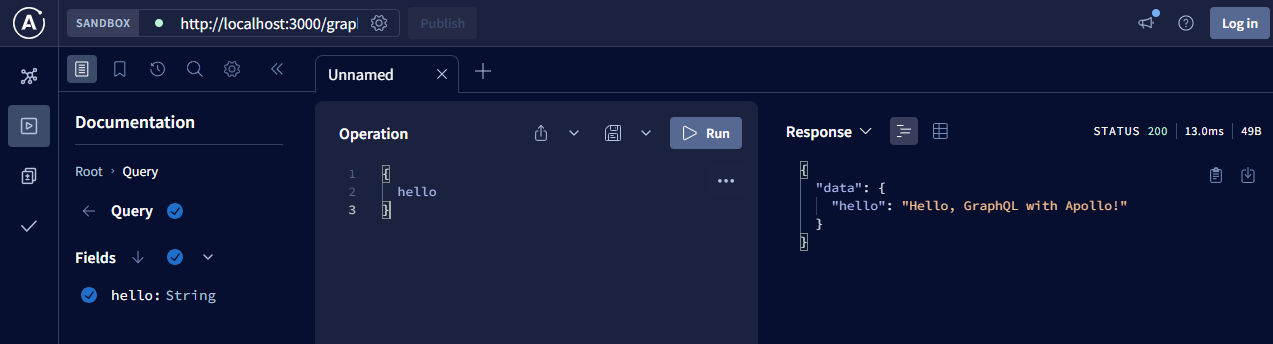 SANDBOX http://localhost:3000/grap Publish Log in
Unnamed
Documentation
Root › Query
Query
Fields
hello: String
Operation
Run
1 {
2 hello
3 }
Response
STATUS 200 13.0ms 49B
{
"data": {
"hello": "Hello, GraphQL with Apollo!"
}
}